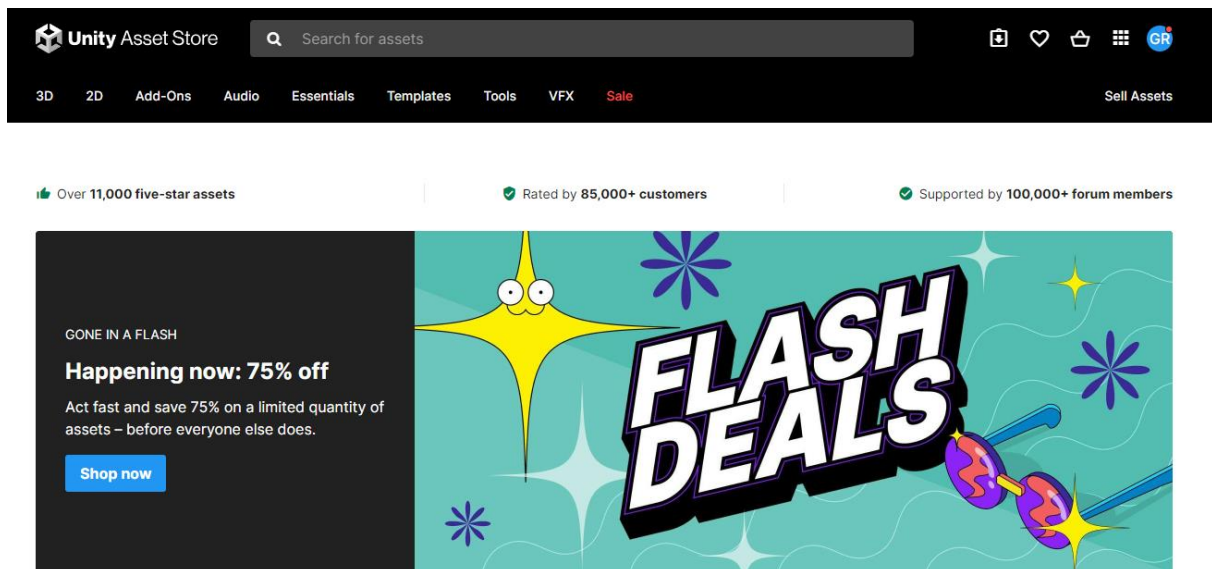 Unity Asset Store
Search for assets
GR
3D 2D Add-Ons Audio Essentials Templates Tools VFX Sale Sell Assets
Over 11,000 five-star assets
Rated by 85,000+ customers
Supported by 100,000+ forum members
GONE IN A FLASH
Happening now: 75% off
Act fast and save 75% on a limited quantity of
assets – before everyone else does.
Shop now
FLASH
DEALS